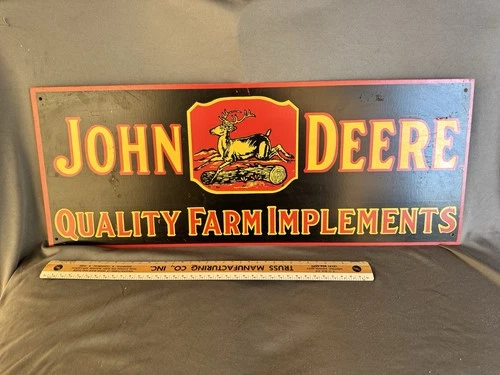 JOHN DEERE
QUALITY FARM IMPLEMENTS
TRUSS MANUFACTURING CO., INC.